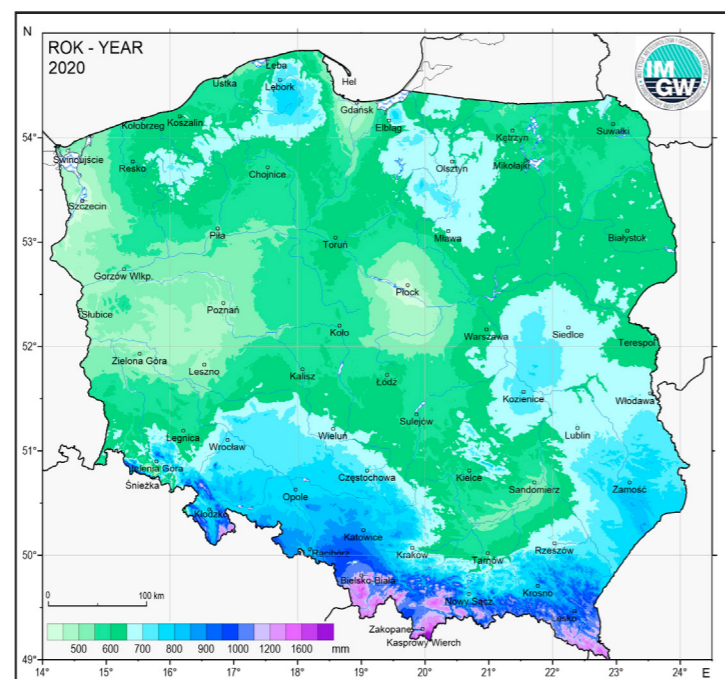 N
ROK - YEAR
2020
IM
GW
Łeba
Ustka
Hel
Lębork
Gdańsk
Kołobrzeg
Koszalin
Elbląg
Kętrzyn
Suwałki
54°
Świnoujście
Resko
Chojnice
Olsztyn
Mikołajki
Szczecin
Piła
Toruń
Mława
Białystok
53°
Gorzów Wlkp.
Płock
Słubice
Poznań
Koło
Warszawa
Siedlce
Terespol
52°
Zielona Góra
Leszno
Kalisz
Łódź
Kozienice
Włodawa
Sulejów
Legnica
Wrocław
Wieluń
Lublin
51°
Jelenia Góra
Śnieżka
Częstochowa
Kielce
Sandomierz
Zamość
Opole
Kłodzko
Katowice
Racibórz
Kraków
Tarnów
Rzeszów
50°
Bielsko-Biała
Nowy Sącz
Krosno
Lesko
0 100 km
Zakopane
Kasprowy Wierch
500 600 700 800 900 1000 1200 1600 mm
49°
14° 15° 16° 17° 18° 19° 20° 21° 22° 23° 24° E